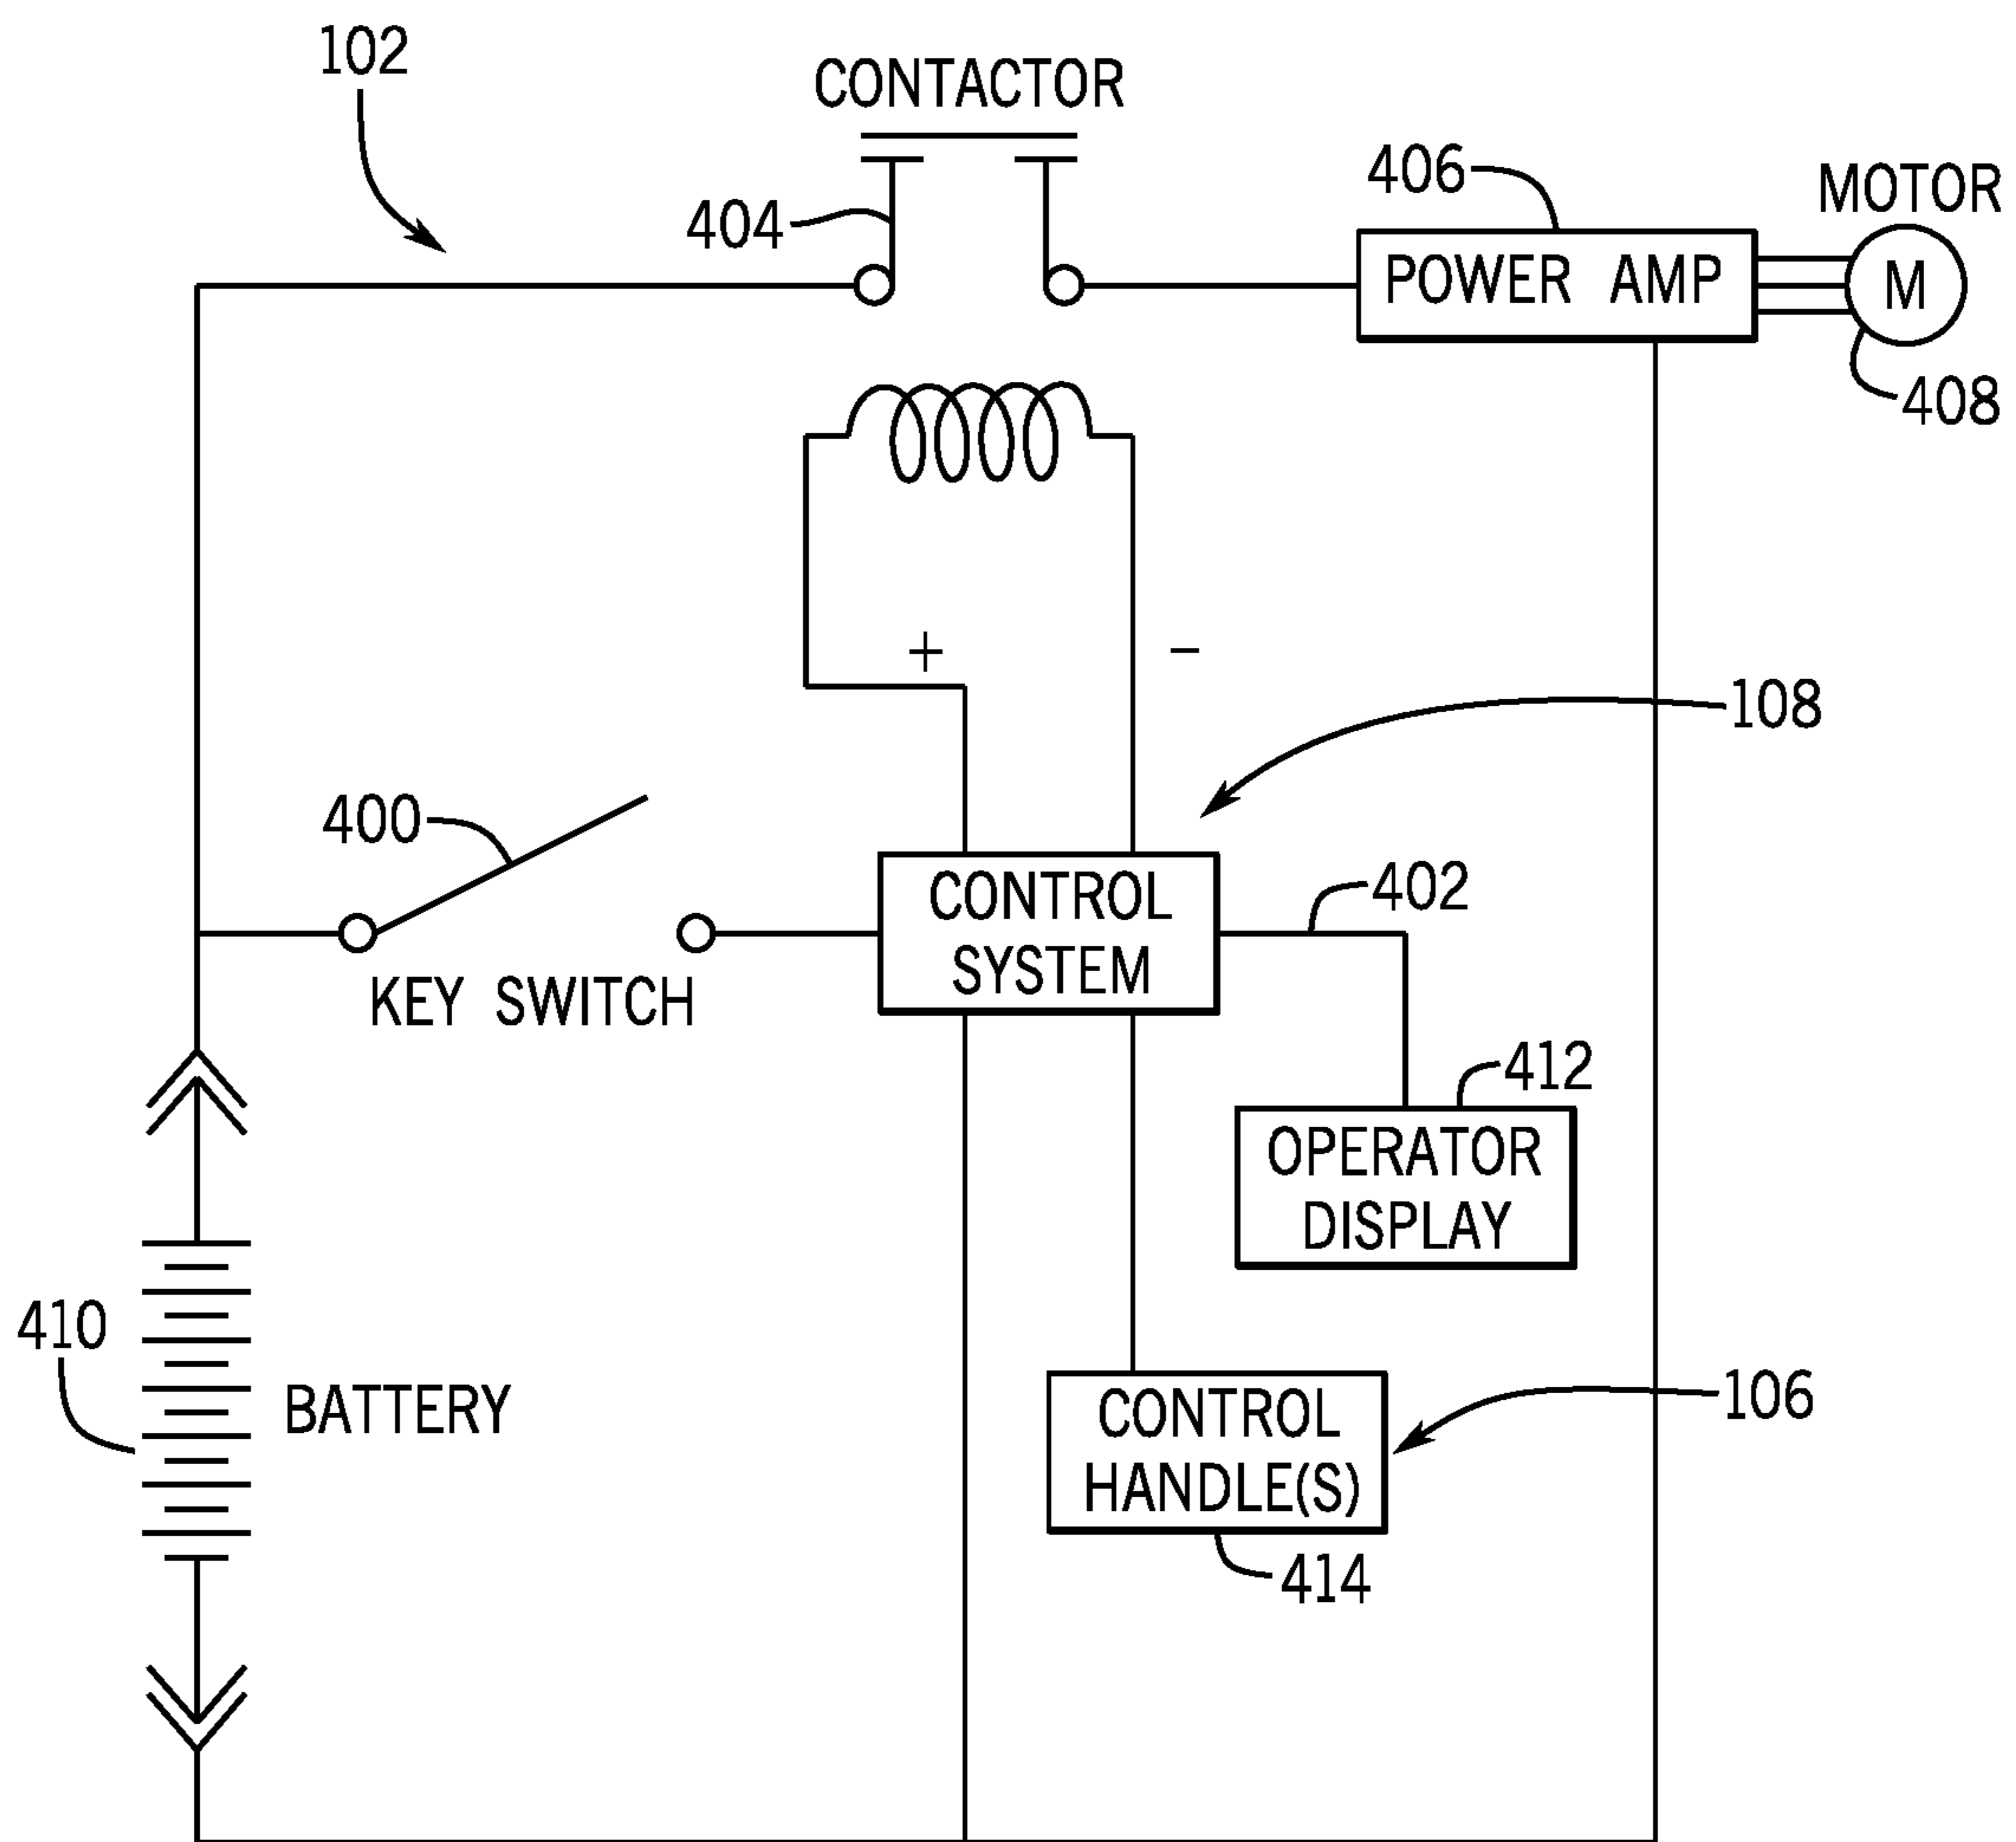 102
CONTACTOR
406
MOTOR
404
POWER AMP
M
408
+
-
108
400
CONTROL
SYSTEM
402
KEY SWITCH
412
OPERATOR
DISPLAY
410
BATTERY
CONTROL
HANDLE(S)
106
414